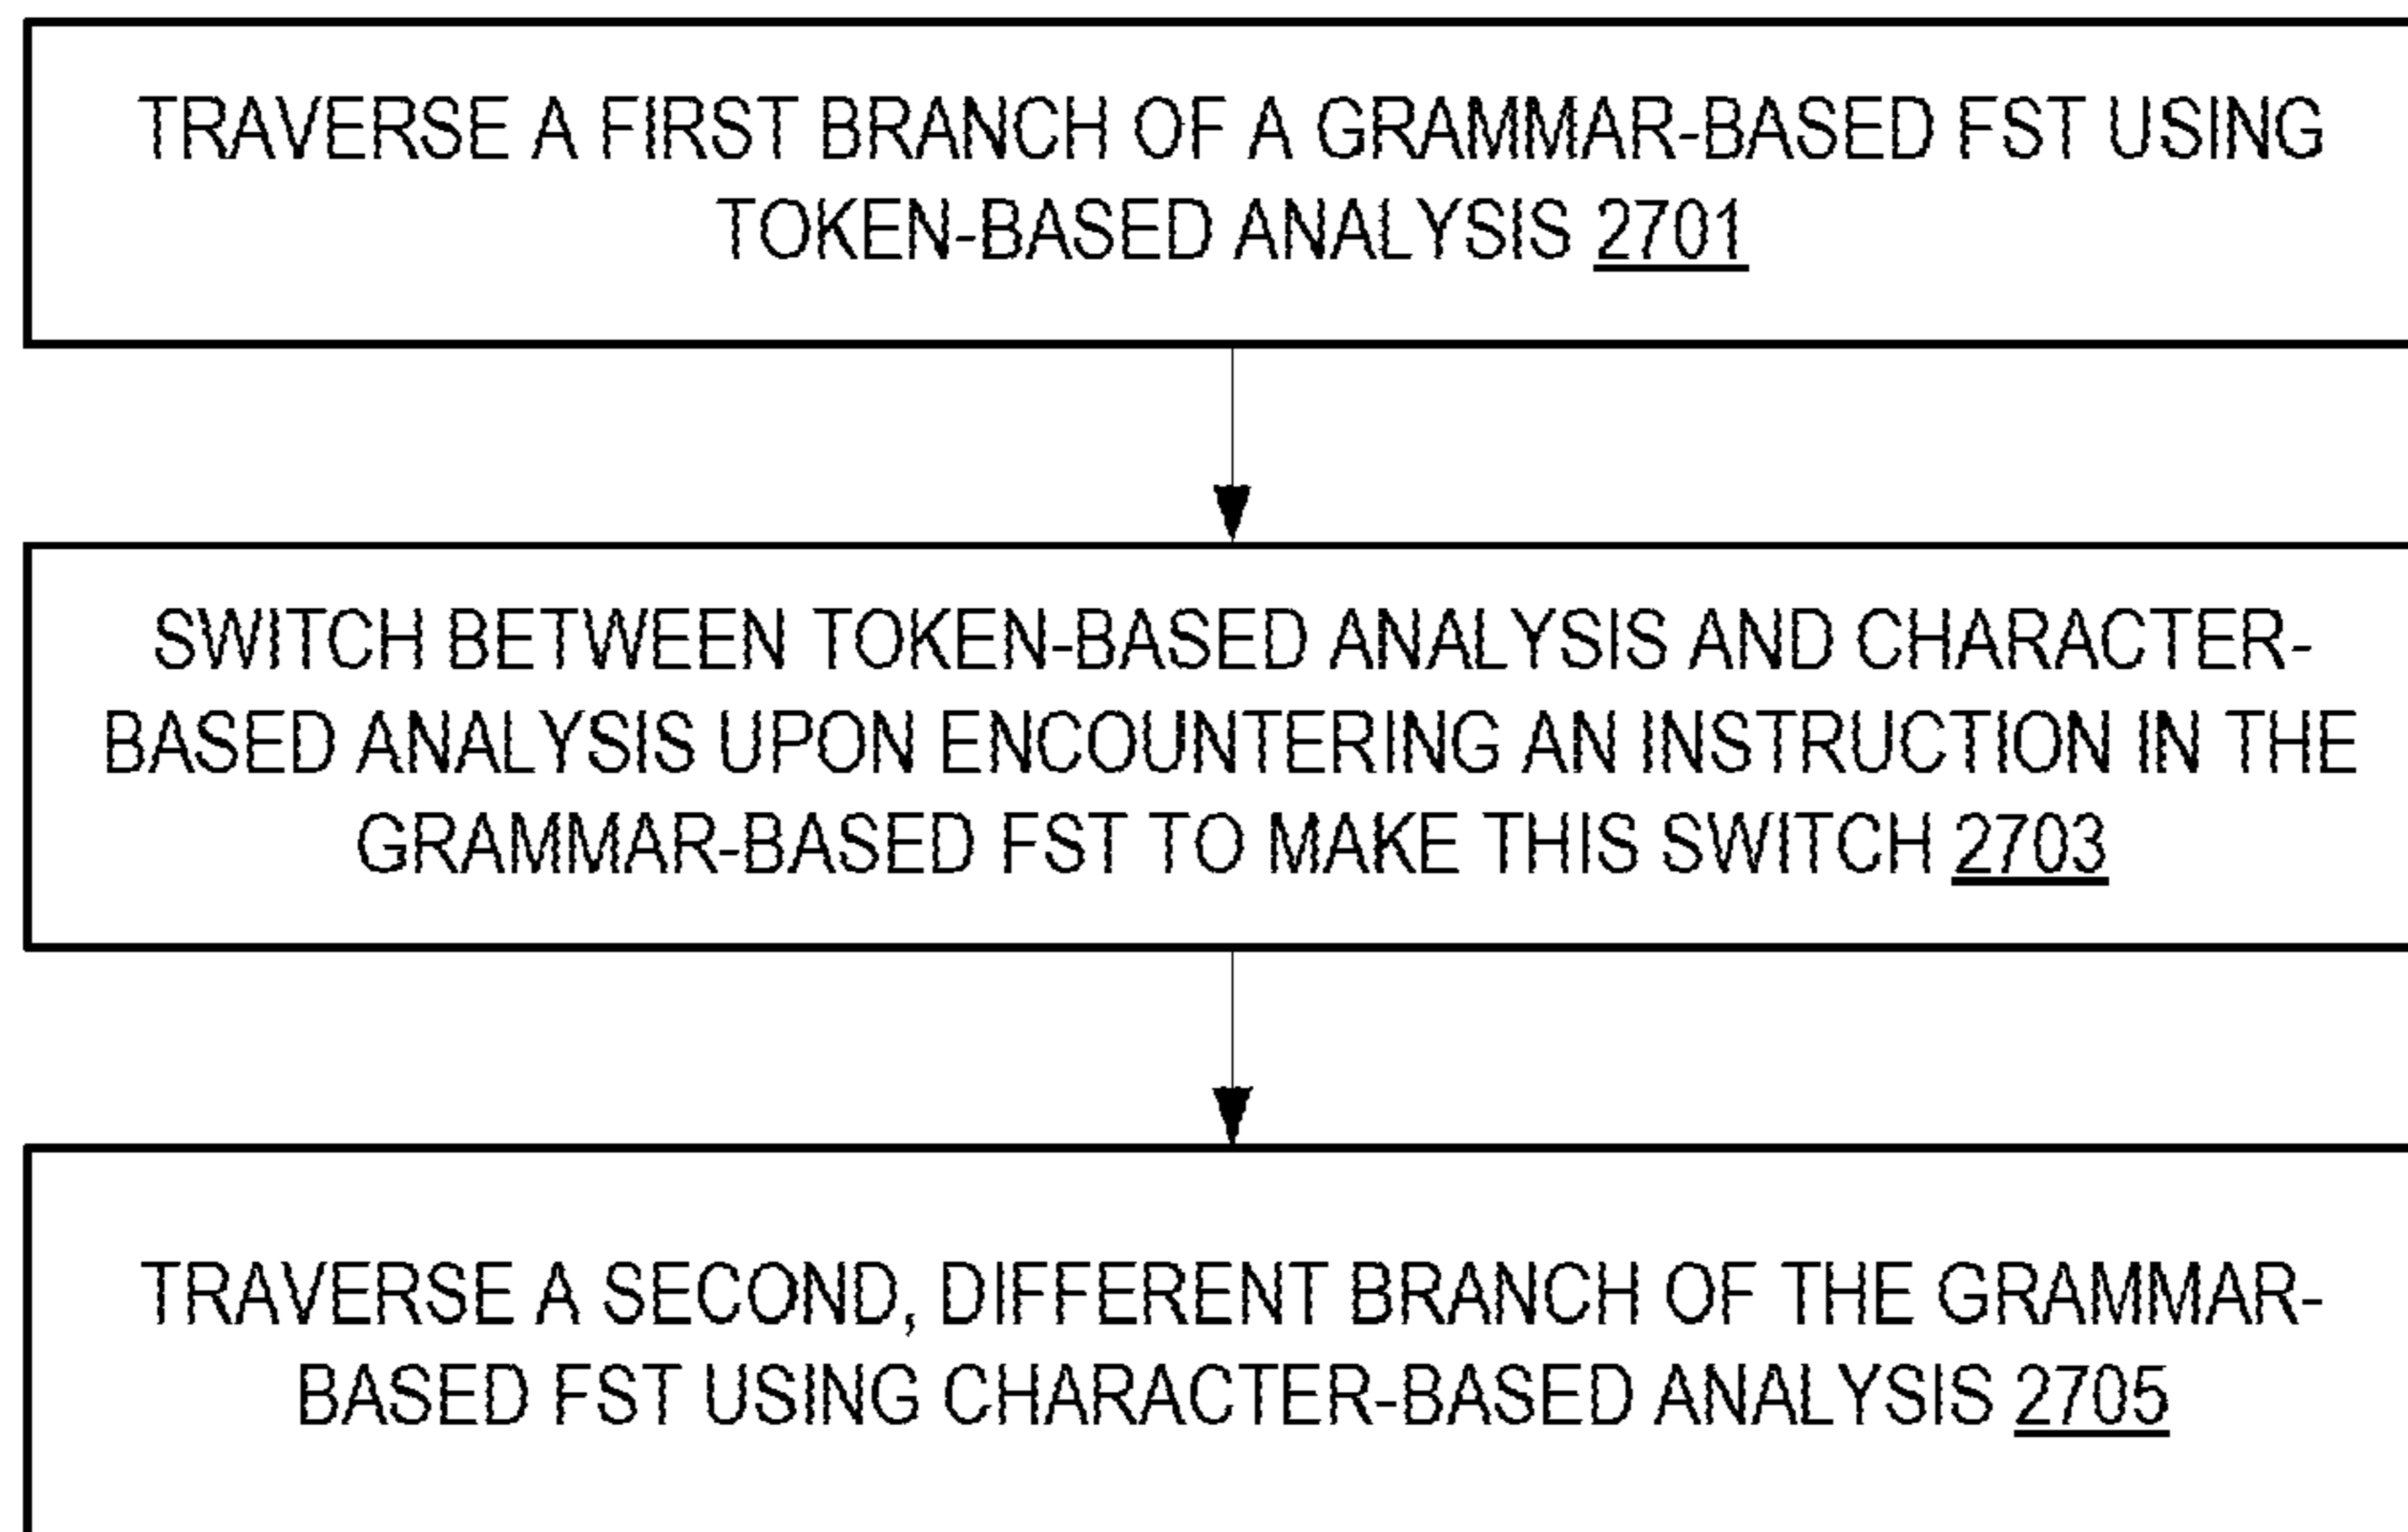 TRAVERSE A FIRST BRANCH OF A GRAMMAR-BASED FST USING
TOKEN-BASED ANALYSIS 2701
SWITCH BETWEEN TOKEN-BASED ANALYSIS AND CHARACTER-
BASED ANALYSIS UPON ENCOUNTERING AN INSTRUCTION IN THE
GRAMMAR-BASED FST TO MAKE THIS SWITCH 2703
TRAVERSE A SECOND, DIFFERENT BRANCH OF THE GRAMMAR-
BASED FST USING CHARACTER-BASED ANALYSIS 2705